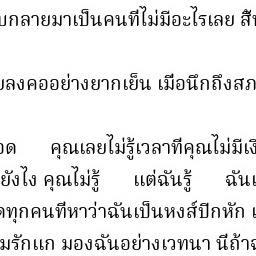 บกลายมาเป็นคนที่ไม่มีอะไรเลย สั
ยลงคออย่างยากเย็น เมื่อนึกถึงสภ
อด คุณเลยไม่รู้เวลาที่คุณไม่มีเงิ
ยังไง คุณไม่รู้ แต่ฉันรู้ ฉันเ
ดทุกคนที่หาว่าฉันเป็นหงส์ปีกหัก เ
มรักแก มองฉันอย่างเวทนา นี่ถ้าฉ